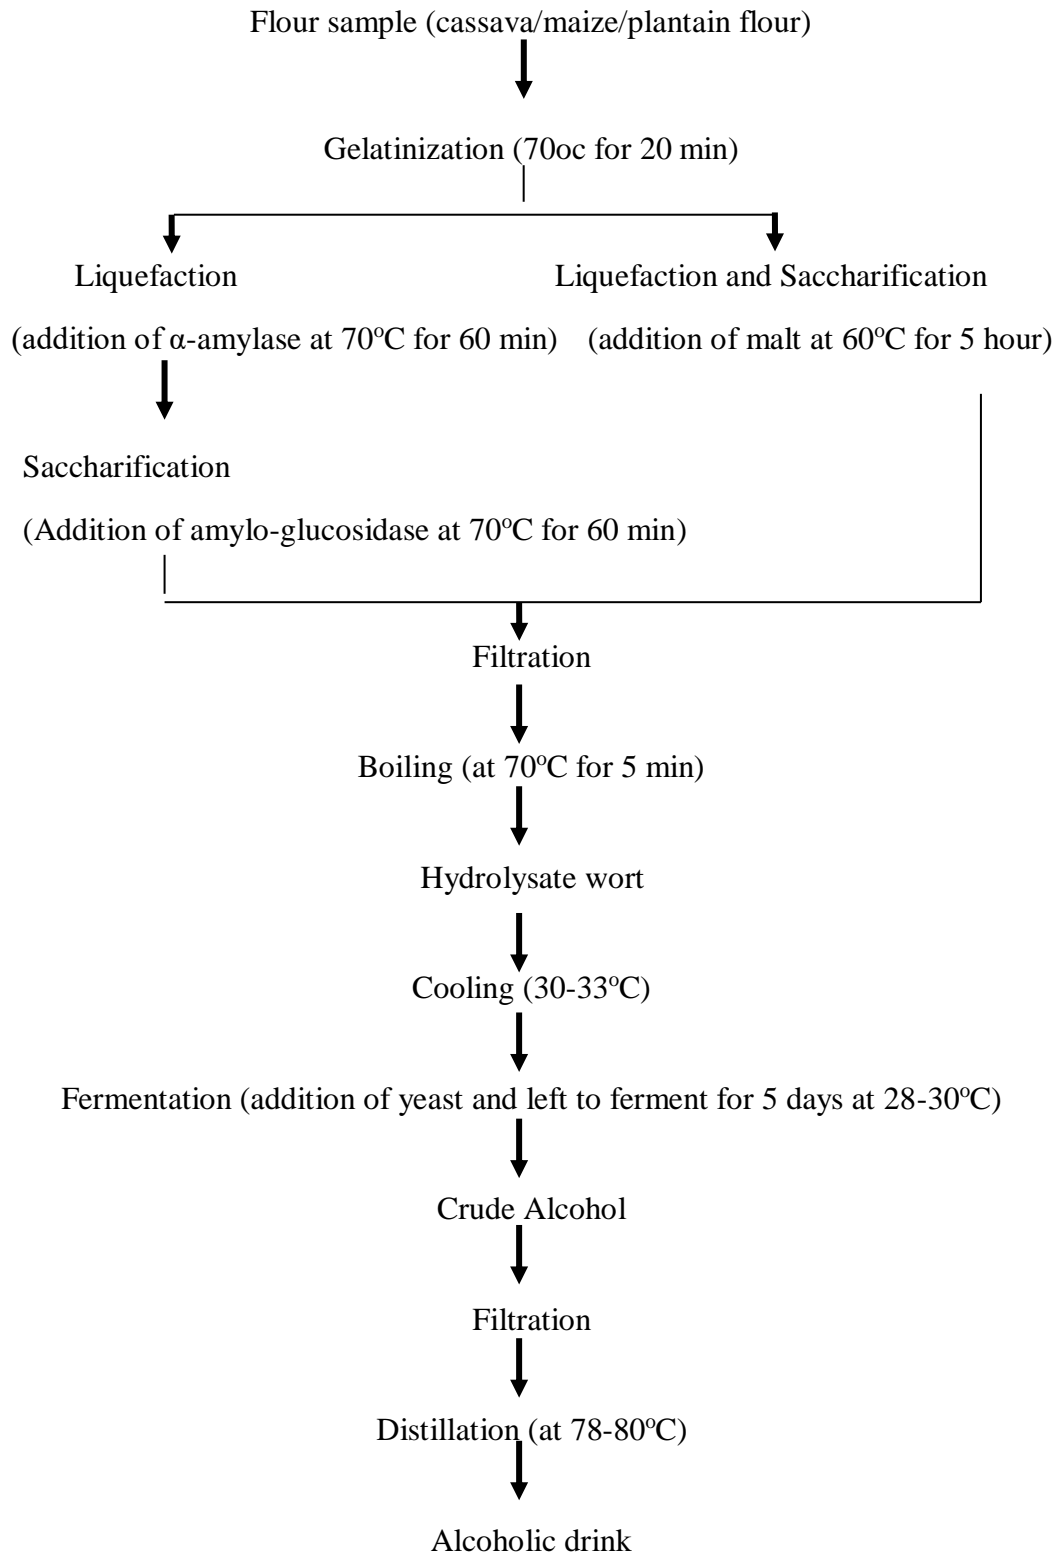 Flour sample (cassava/maize/plantain flour)
Gelatinization (70oc for 20 min)
Liquefaction
Liquefaction and Saccharification
(addition of α-amylase at 70ºC for 60 min)
(addition of malt at 60ºC for 5 hour)
Saccharification
(Addition of amylo-glucosidase at 70ºC for 60 min)
Filtration
Boiling (at 70ºC for 5 min)
Hydrolysate wort
Cooling (30-33ºC)
Fermentation (addition of yeast and left to ferment for 5 days at 28-30ºC)
Crude Alcohol
Filtration
Distillation (at 78-80ºC)
Alcoholic drink